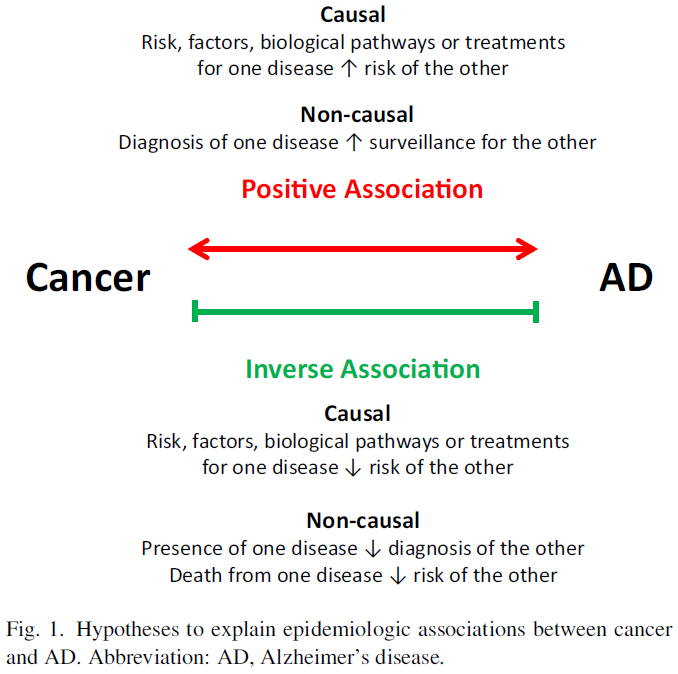 Causal
Risk, factors, biological pathways or treatments
for one disease ↑ risk of the other
Non-causal
Diagnosis of one disease ↑ surveillance for the other
Positive Association
Cancer
AD
Inverse Association
Causal
Risk, factors, biological pathways or treatments
for one disease ↓ risk of the other
Non-causal
Presence of one disease ↓ diagnosis of the other
Death from one disease ↓ risk of the other
Fig. 1. Hypotheses to explain epidemiologic associations between cancer
and AD. Abbreviation: AD, Alzheimer's disease.